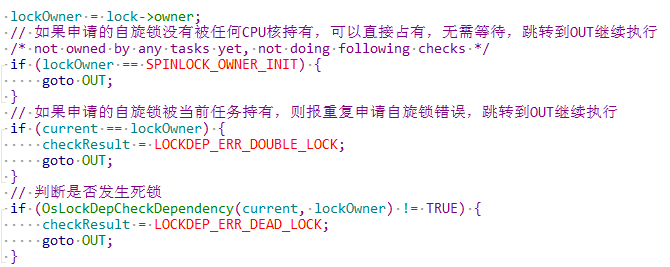 lockOwner = lock->owner;
// 如果申请的自旋锁没有被任何CPU核持有，可以直接占有，无需等待，跳转到OUT继续执行
/* not owned by any tasks yet, not doing following checks */
if (lockOwner == SPINLOCK_OWNER_INIT) {
    goto OUT;
}
// 如果申请的自旋锁被当前任务持有，则报重复申请自旋锁错误，跳转到OUT继续执行
if (current == lockOwner) {
    checkResult = LOCKDEP_ERR_DOUBLE_LOCK;
    goto OUT;
}
// 判断是否发生死锁
if (OsLockDepCheckDependency(current, lockOwner) != TRUE) {
    checkResult = LOCKDEP_ERR_DEAD_LOCK;
    goto OUT;
}